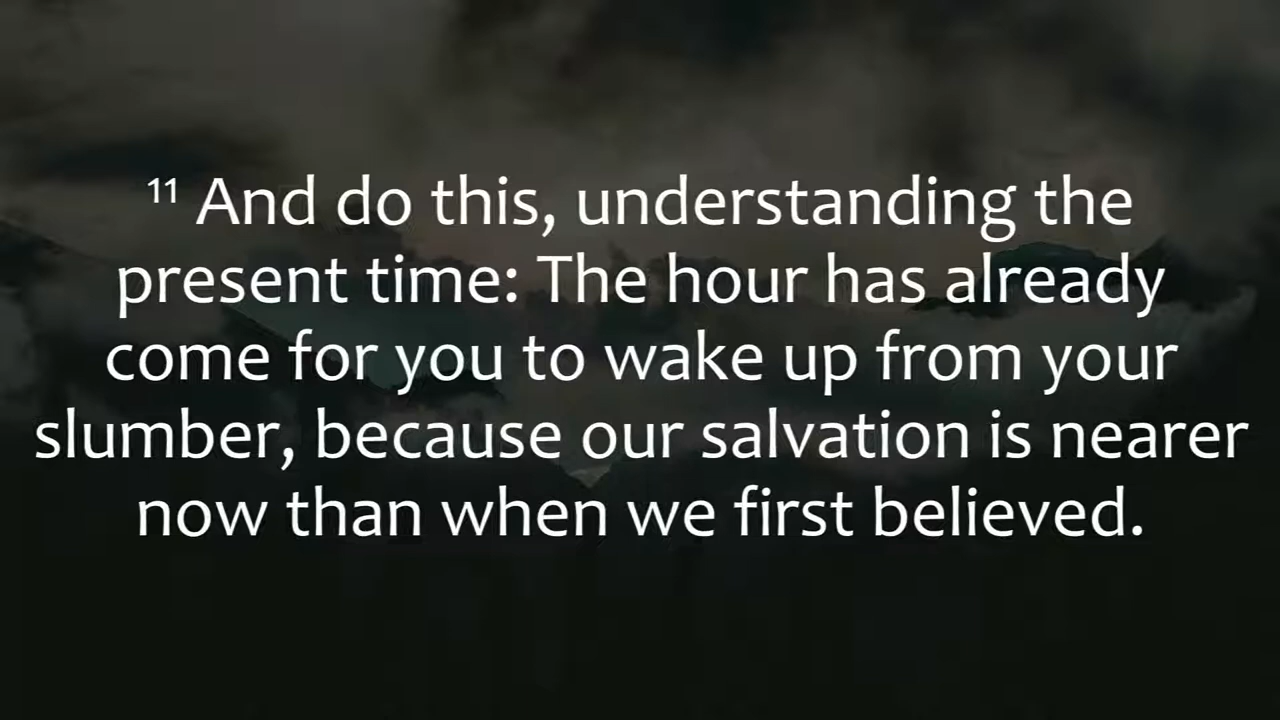 ¹¹ And do this, understanding the
present time: The hour has already
come for you to wake up from your
slumber, because our salvation is nearer
now than when we first believed.